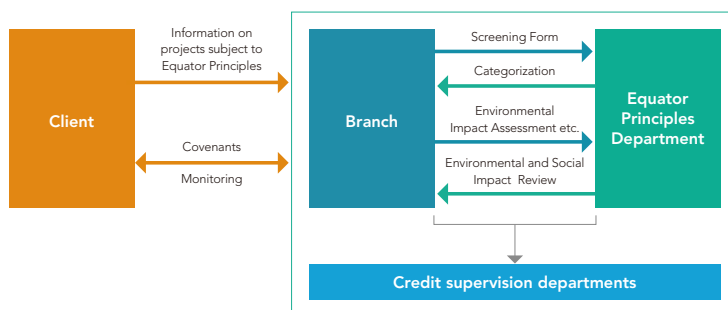 Information on
projects subject to
Equator Principles
Client
Covenants
Monitoring
Branch
Screening Form
Categorization
Environmental
Impact Assessment etc.
Environmental and Social
Impact Review
Equator
Principles
Department
Credit supervision departments